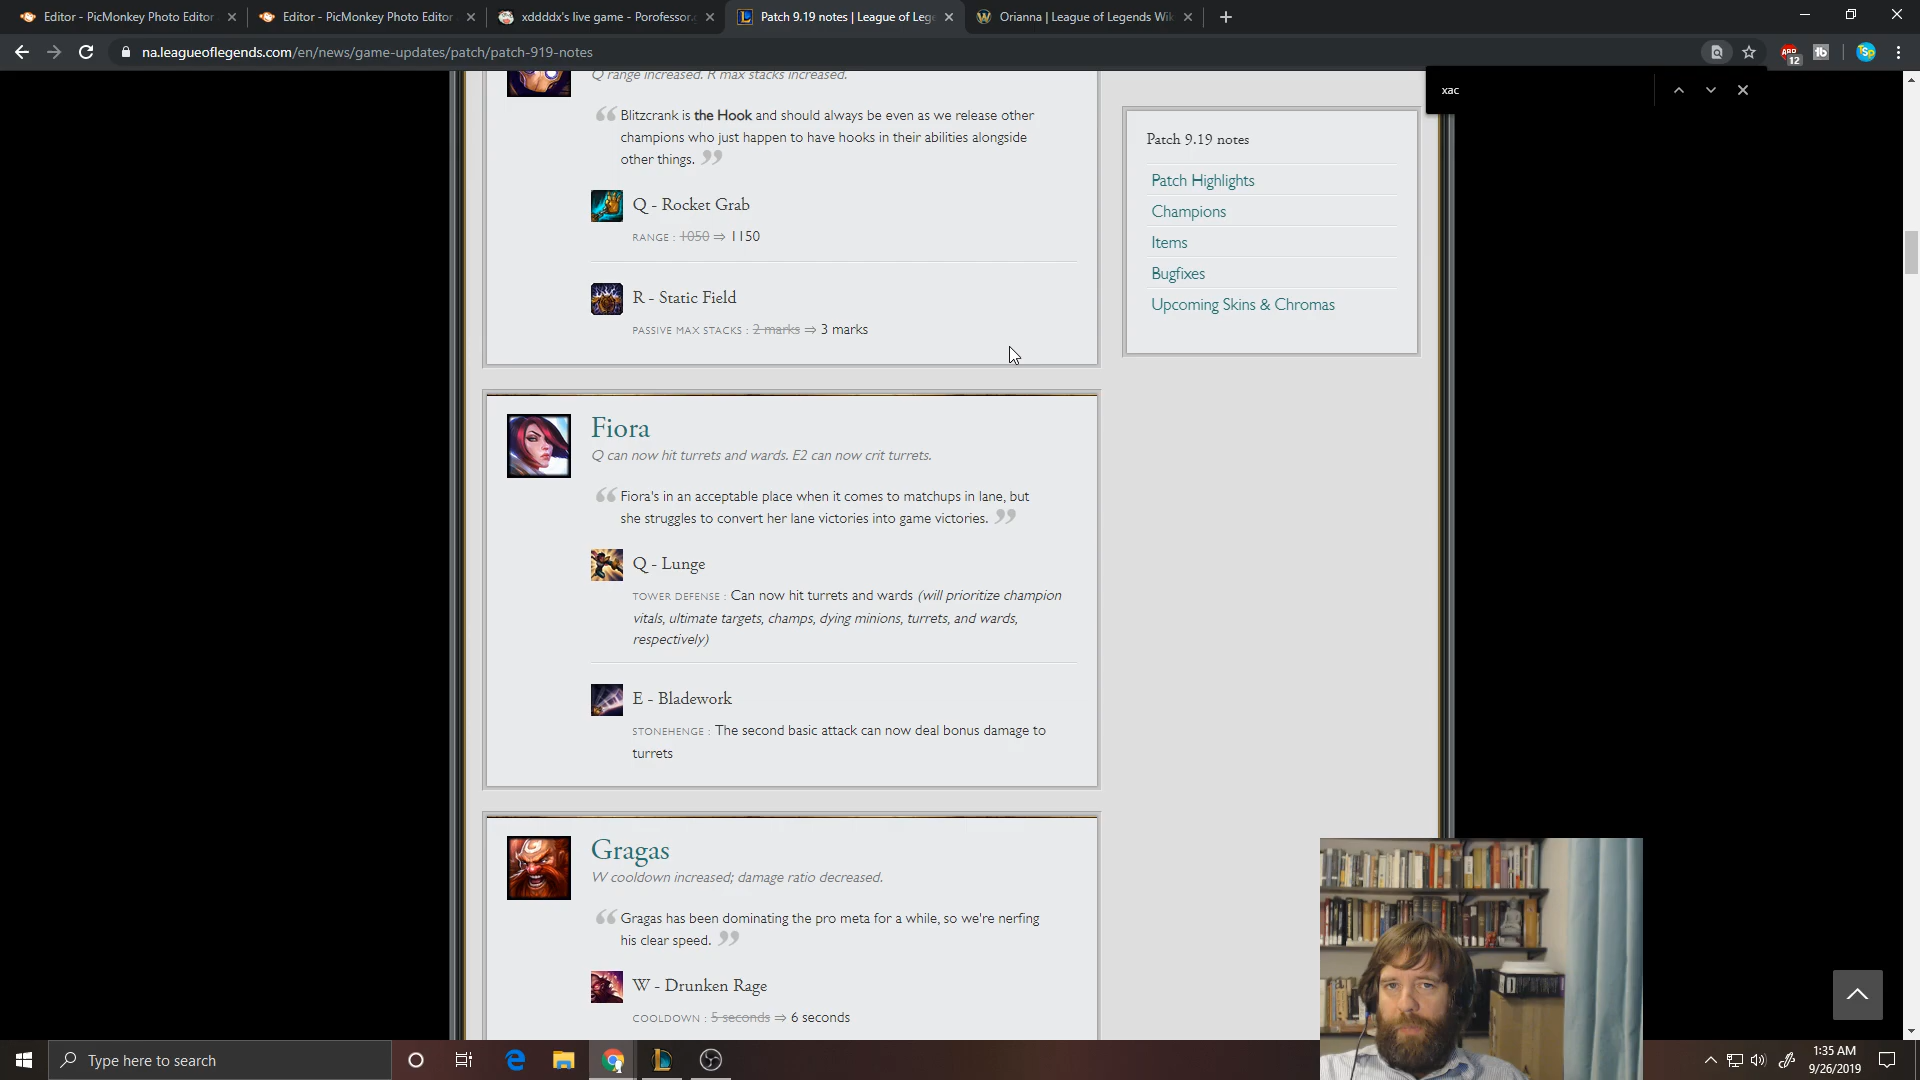 Editor - PicMonkey Photo Editor
Editor - PicMonkey Photo Editor
xddddx's live game - Porofessor.g
Patch 9.19 notes | League of Leg
Orianna | League of Legends Wik
na.leagueoflegends.com/en/news/game-updates/patch/patch-919-notes
ABP
12
tb
xac
Q range increased. R max stacks increased.
Blitzcrank is the Hook and should always be even as we release other
champions who just happen to have hooks in their abilities alongside
other things.
Q - Rocket Grab
RANGE : 1050 ⇒ 1150
R - Static Field
PASSIVE MAX STACKS : 2 marks ⇒ 3 marks
Patch 9.19 notes
Patch Highlights
Champions
Items
Bugfixes
Upcoming Skins & Chromas
Fiora
Q can now hit turrets and wards. E2 can now crit turrets.
Fiora's in an acceptable place when it comes to matchups in lane, but
she struggles to convert her lane victories into game victories.
Q - Lunge
TOWER DEFENSE : Can now hit turrets and wards (will prioritize champion
vitals, ultimate targets, champs, dying minions, turrets, and wards,
respectively)
E - Bladework
STONEHENGE : The second basic attack can now deal bonus damage to
turrets
Gragas
W cooldown increased; damage ratio decreased.
Gragas has been dominating the pro meta for a while, so we're nerfing
his clear speed.
W - Drunken Rage
COOLDOWN : 5 seconds ⇒ 6 seconds
Type here to search
1:35 AM
9/26/2019